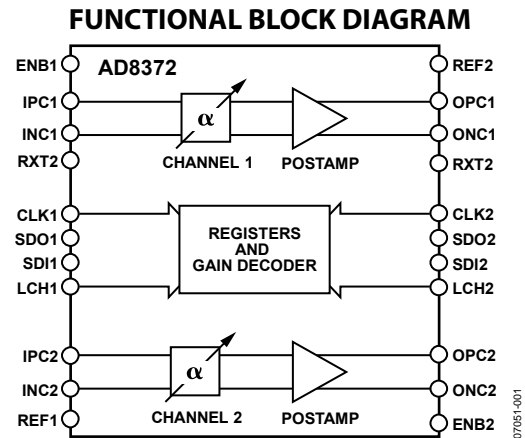 FUNCTIONAL BLOCK DIAGRAM
ENB1
AD8372
REF2
IPC1
α
OPC1
INC1
ONC1
RXT2
CHANNEL 1
POSTAMP
RXT2
CLK1
CLK2
SDO1
REGISTERS
AND
GAIN DECODER
SDO2
SDI1
SDI2
LCH1
LCH2
IPC2
α
OPC2
INC2
ONC2
REF1
CHANNEL 2
POSTAMP
ENB2
07051-001